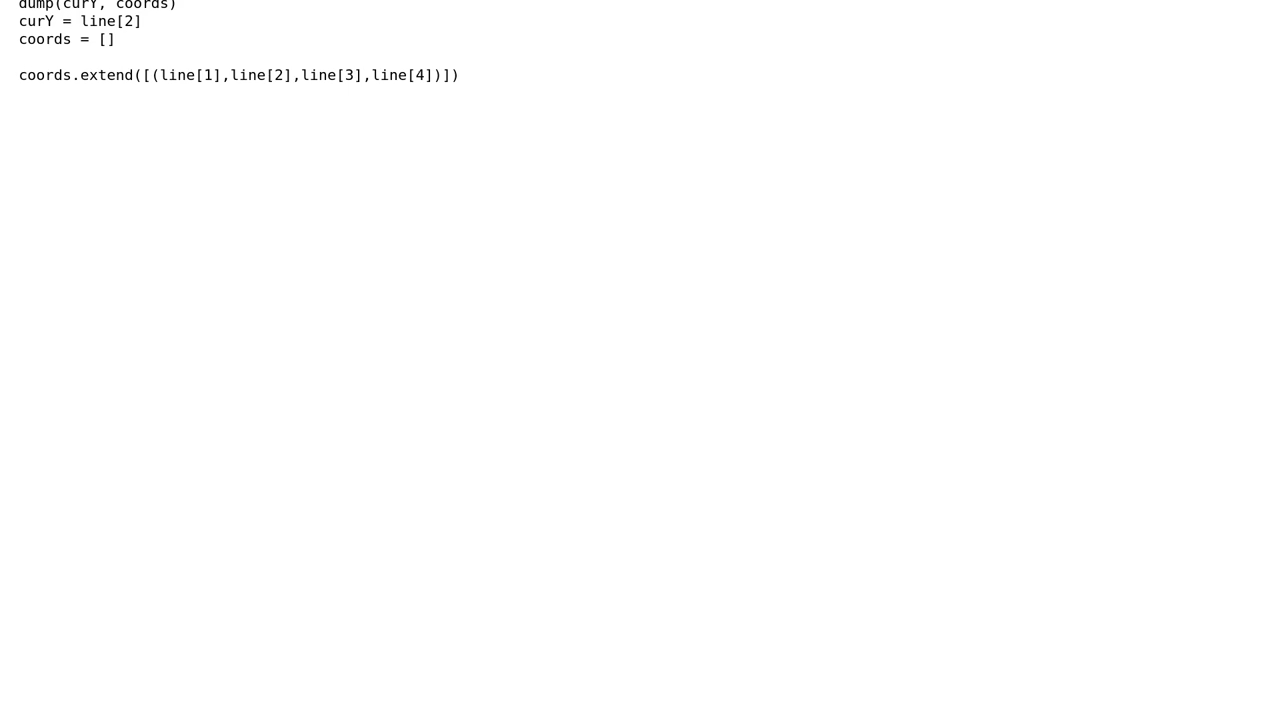 dump(curY, coords)
curY = line[2]
coords = []

coords.extend([(line[1],line[2],line[3],line[4])])